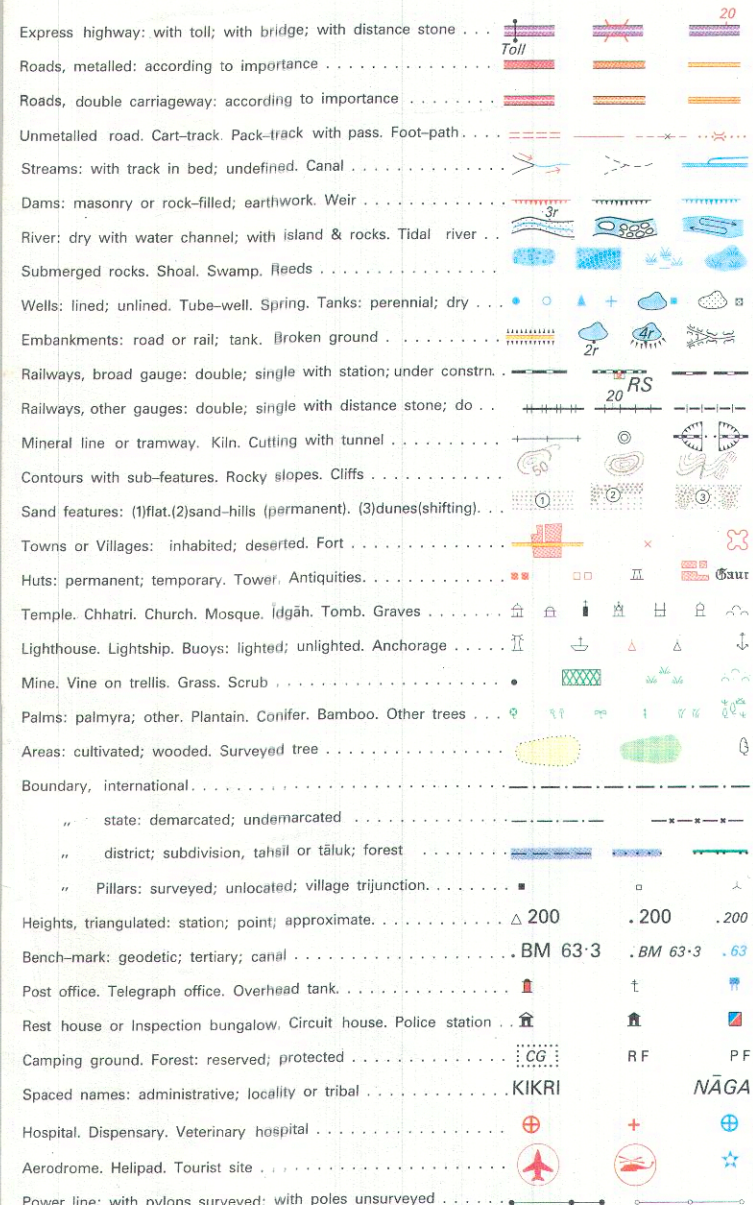 20
Express highway: with toll; with bridge; with distance stone . . .
Toll
Roads, metalled: according to importance . . . . . . . . . . . . . . .
Roads, double carriageway: according to importance . . . . . . . .
Unmetalled road. Cart–track. Pack–track with pass. Foot–path . . . .
Streams: with track in bed; undefined. Canal . . . . . . . . . . . . .
Dams: masonry or rock–filled; earthwork. Weir . . . . . . . . . . . .
3r
River: dry with water channel; with island & rocks. Tidal river . .
Submerged rocks. Shoal. Swamp. Reeds . . . . . . . . . . . . . . . .
Wells: lined; unlined. Tube–well. Spring. Tanks: perennial; dry . . .
Embankments: road or rail; tank. Broken ground . . . . . . . . . .
2r 4r
Railways, broad gauge: double; single with station; under constrn. .
RS
Railways, other gauges: double; single with distance stone; do . .
20
Mineral line or tramway. Kiln. Cutting with tunnel . . . . . . . . . .
Contours with sub–features. Rocky slopes. Cliffs . . . . . . . . . . .
50
Sand features: (1)flat.(2)sand–hills (permanent). (3)dunes(shifting). . .
1 2 3
Towns or Villages: inhabited; deserted. Fort . . . . . . . . . . . . .
Huts: permanent; temporary. Tower. Antiquities. . . . . . . . . . . .
Gaur
Temple. Chhatri. Church. Mosque. Īdgāh. Tomb. Graves . . . . . .
Lighthouse. Lightship. Buoys: lighted; unlighted. Anchorage . . . . .
Mine. Vine on trellis. Grass. Scrub . . . . . . . . . . . . . . . . . .
Palms: palmyra; other. Plantain. Conifer. Bamboo. Other trees . . .
Areas: cultivated; wooded. Surveyed tree . . . . . . . . . . . . . .
Boundary, international . . . . . . . . . . . . . . . . . . . . . . . .
,, state: demarcated; undemarcated . . . . . . . . . . . .
,, district; subdivision, tahsil or tāluk; forest . . . . . . .
,, Pillars: surveyed; unlocated; village trijunction. . . . . . .
Heights, triangulated: station; point; approximate. . . . . . . . . . . 200 .200 .200
Bench–mark: geodetic; tertiary; canal . . . . . . . . . . . . . . . . . .BM 63·3 .BM 63·3 .63
Post office. Telegraph office. Overhead tank. . . . . . . . . . . . . .
Rest house or Inspection bungalow. Circuit house. Police station . .
Camping ground. Forest: reserved; protected . . . . . . . . . . . . . CG RF PF
Spaced names: administrative; locality or tribal . . . . . . . . . . . KIKRI NĀGA
Hospital. Dispensary. Veterinary hospital . . . . . . . . . . . . . . .
Aerodrome. Helipad. Tourist site . . . . . . . . . . . . . . . . . . .
Power line: with pylons surveyed; with poles unsurveyed . . . . . .